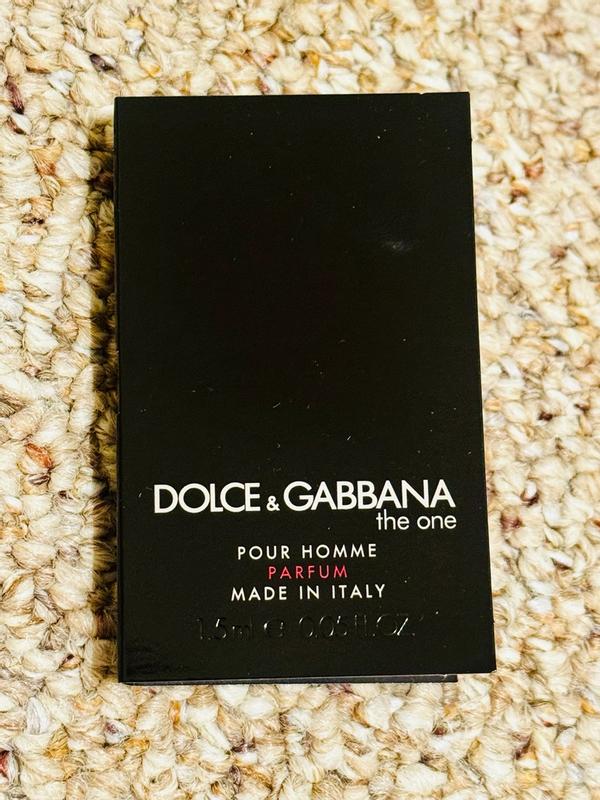 DOLCE & GABBANA
the one
POUR HOMME
PARFUM
MADE IN ITALY
1.5ml ℮ 0.05 fl.OZ.